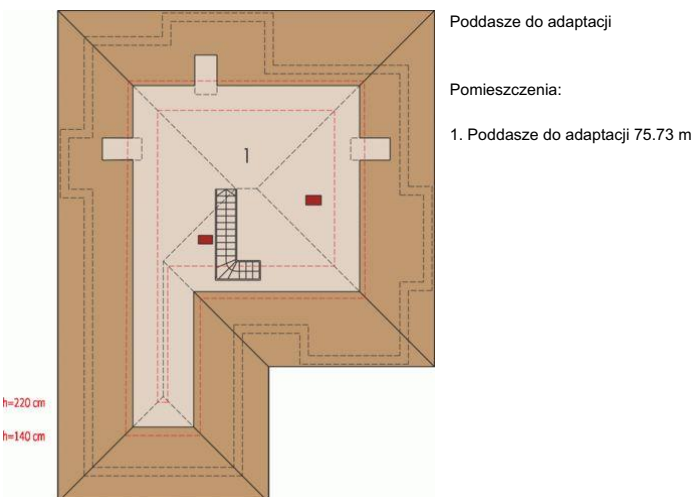 Poddasze do adaptacji
Pomieszczenia:
1. Poddasze do adaptacji 75.73 m
1
h=220 cm
h=140 cm